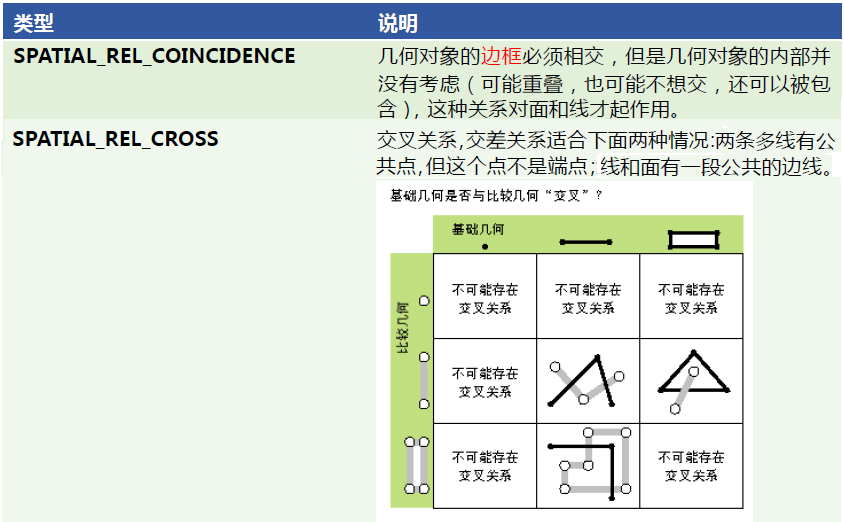 类型 说明
SPATIAL_REL_COINCIDENCE 几何对象的边框必须相交，但是几何对象的内部并
没有考虑（可能重叠，也可能不想交，还可以被包
含），这种关系对面和线才起作用。
SPATIAL_REL_CROSS 交叉关系,交差关系适合下面两种情况:两条多线有公
共点,但这个点不是端点；线和面有一段公共的边线。
基础几何是否与比较几何“交叉”？
基础几何
比较几何
不可能存在 不可能存在 不可能存在
交叉关系 交叉关系 交叉关系
不可能存在
交叉关系
不可能存在 不可能存在
交叉关系 交叉关系